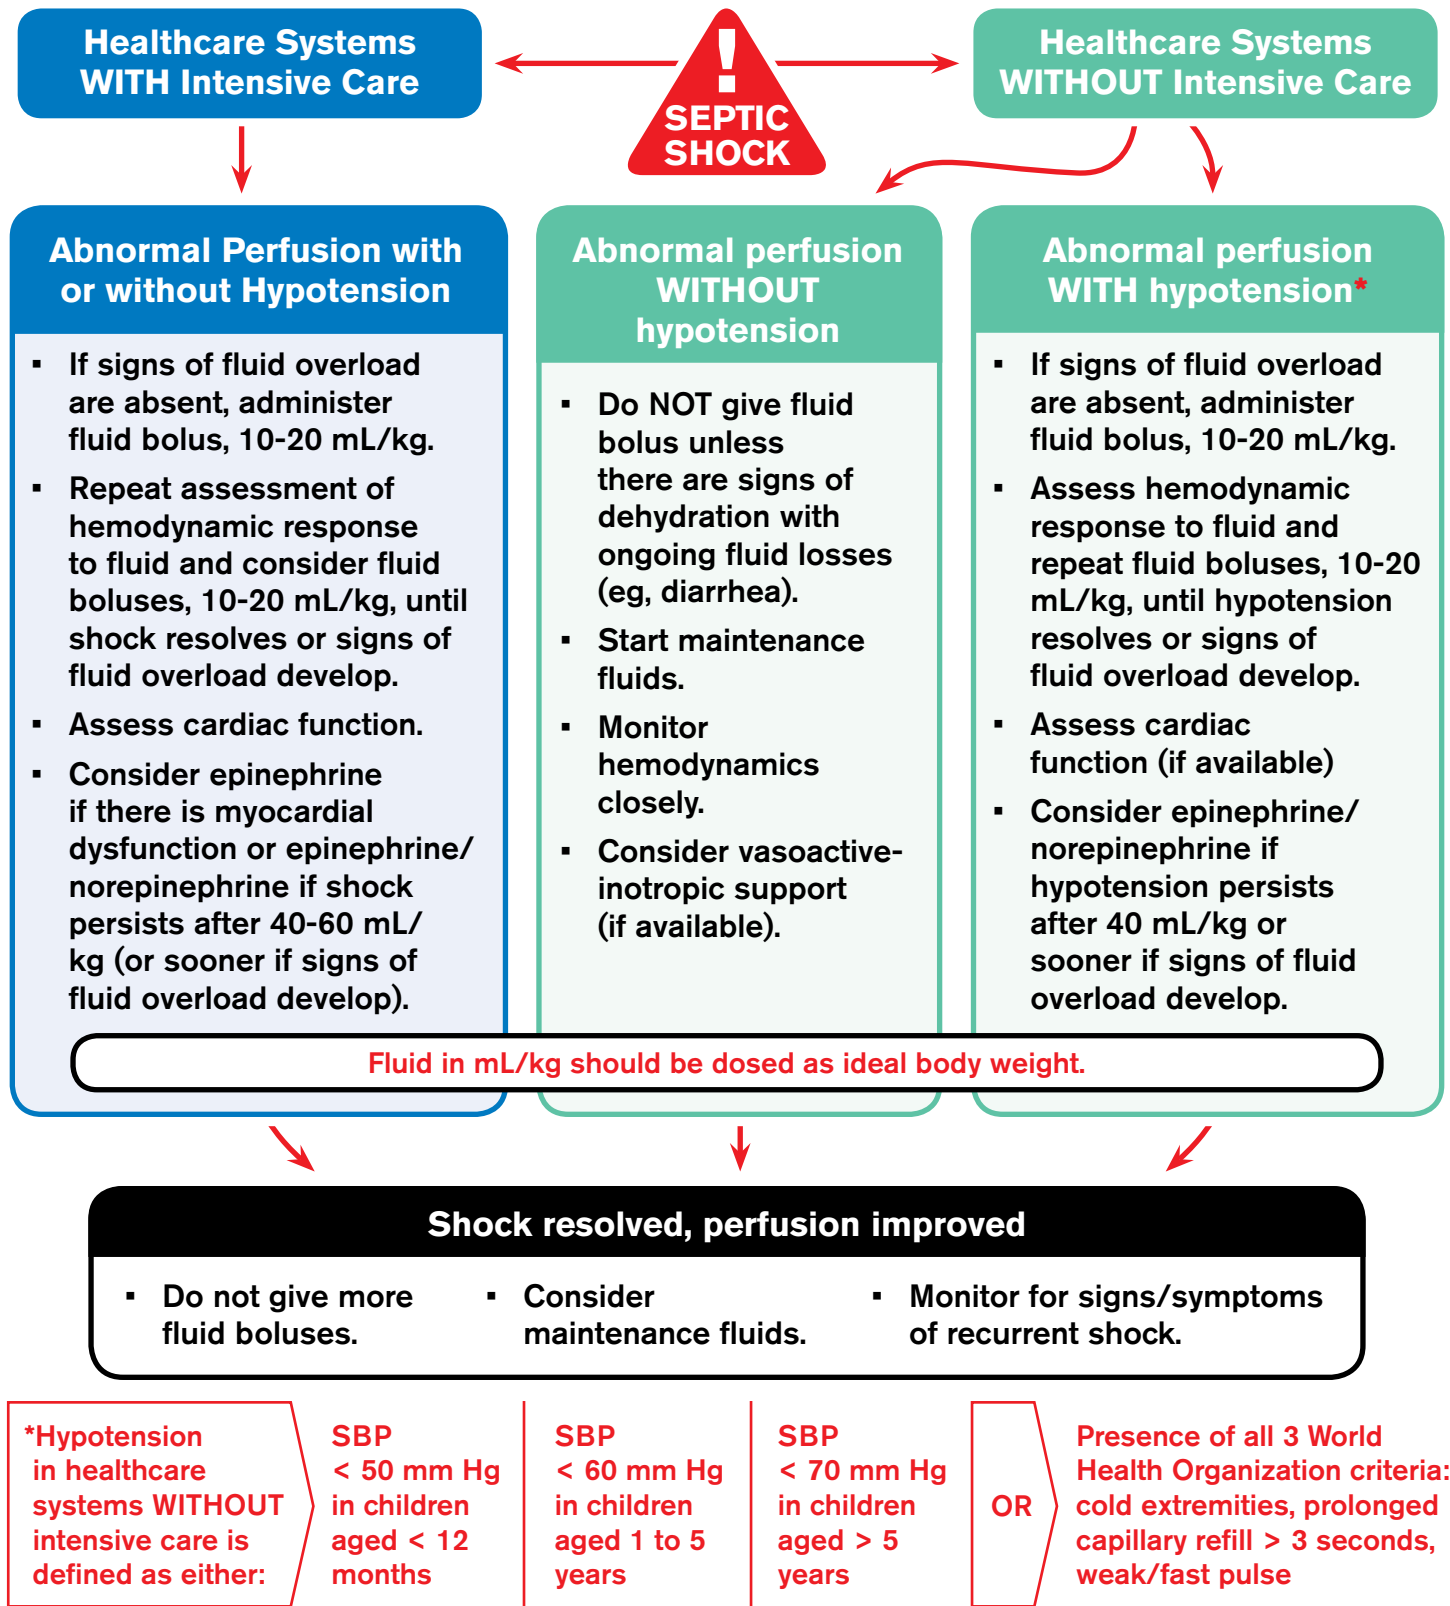 Healthcare Systems
WITH Intensive Care
!
SEPTIC
SHOCK
Healthcare Systems
WITHOUT Intensive Care
Abnormal Perfusion with
or without Hypotension
▪ If signs of fluid overload
are absent, administer
fluid bolus, 10-20 mL/kg.
▪ Repeat assessment of
hemodynamic response
to fluid and consider fluid
boluses, 10-20 mL/kg, until
shock resolves or signs of
fluid overload develop.
▪ Assess cardiac function.
▪ Consider epinephrine
if there is myocardial
dysfunction or epinephrine/
norepinephrine if shock
persists after 40-60 mL/
kg (or sooner if signs of
fluid overload develop).
Abnormal perfusion
WITHOUT
hypotension
▪ Do NOT give fluid
bolus unless
there are signs of
dehydration with
ongoing fluid losses
(eg, diarrhea).
▪ Start maintenance
fluids.
▪ Monitor
hemodynamics
closely.
▪ Consider vasoactive-
inotropic support
(if available).
Abnormal perfusion
WITH hypotension*
▪ If signs of fluid overload
are absent, administer
fluid bolus, 10-20 mL/kg.
▪ Assess hemodynamic
response to fluid and
repeat fluid boluses, 10-20
mL/kg, until hypotension
resolves or signs of
fluid overload develop.
▪ Assess cardiac
function (if available)
▪ Consider epinephrine/
norepinephrine if
hypotension persists
after 40 mL/kg or
sooner if signs of fluid
overload develop.
Fluid in mL/kg should be dosed as ideal body weight.
Shock resolved, perfusion improved
▪ Do not give more
fluid boluses.
▪ Consider
maintenance fluids.
▪ Monitor for signs/symptoms
of recurrent shock.
*Hypotension
in healthcare
systems WITHOUT
intensive care is
defined as either:
SBP
< 50 mm Hg
in children
aged < 12
months
SBP
< 60 mm Hg
in children
aged 1 to 5
years
SBP
< 70 mm Hg
in children
aged > 5
years
OR
Presence of all 3 World
Health Organization criteria:
cold extremities, prolonged
capillary refill > 3 seconds,
weak/fast pulse